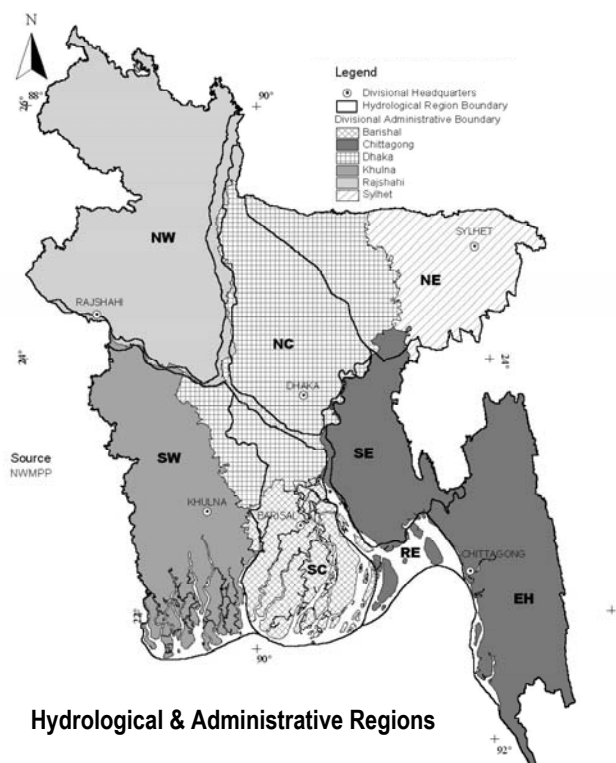 N
26° 88°
90°
Legend
Divisional Headquarters
Hydrological Region Boundary
Divisional Administrative Boundary
Barishal
Chittagong
Dhaka
Khulna
Rajshahi
Sylhet
NW
SYLHET
NE
RAJSHAHI
NC
24°
24°
DHAKA
Source
NWMPP
SW
SE
KHULNA
BARISAL
RE
CHITTAGONG
SC
EH
22°
90°
Hydrological & Administrative Regions
92°